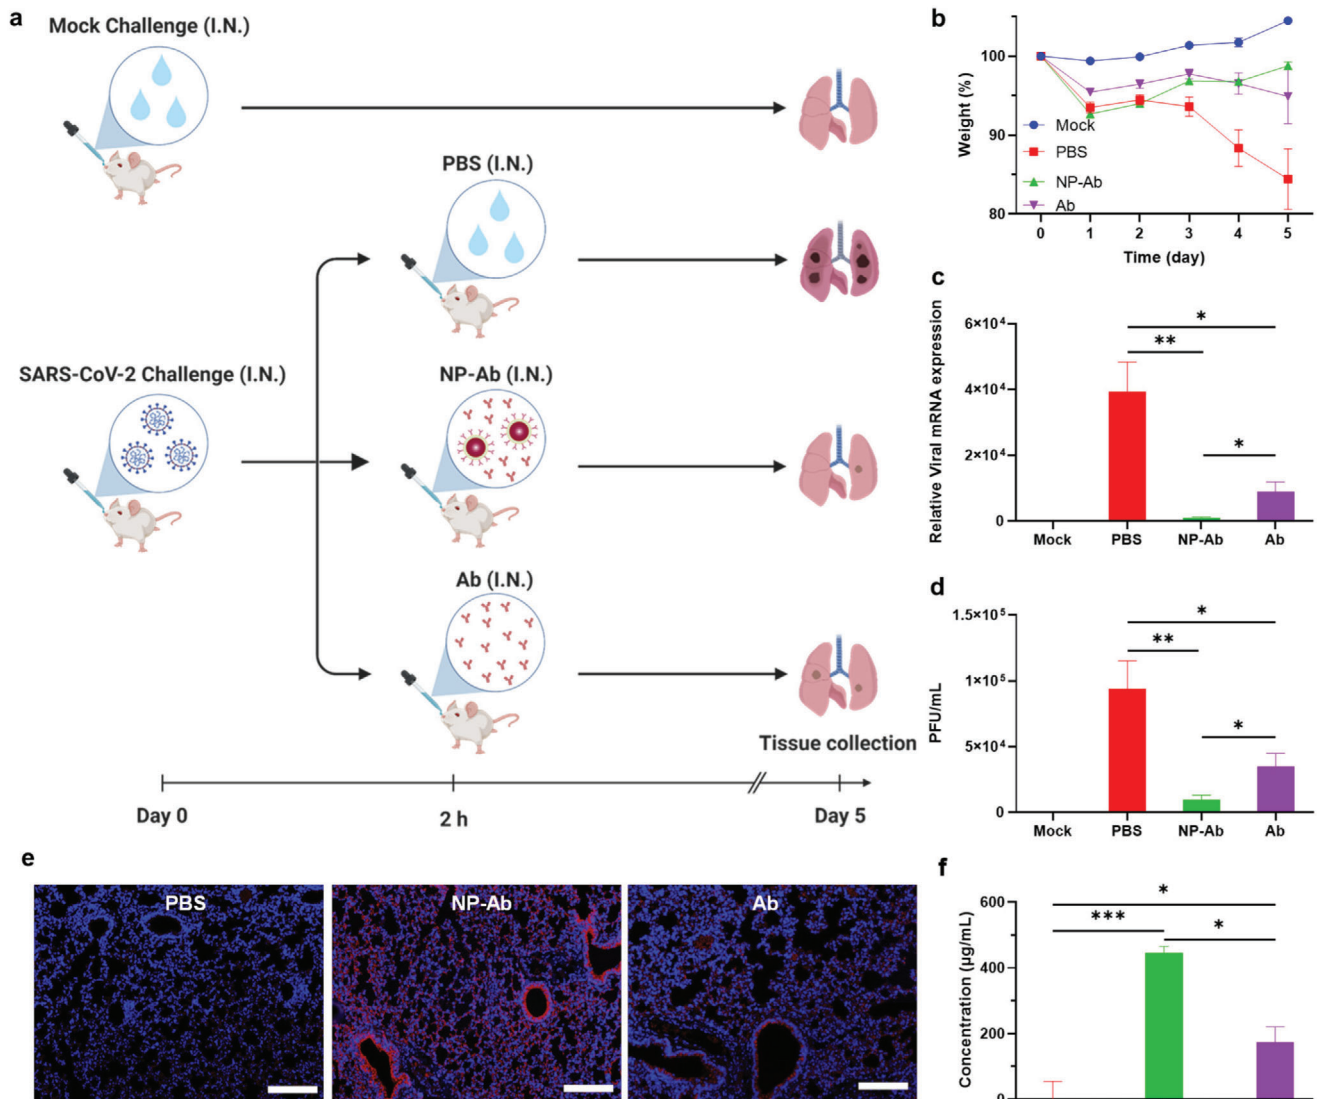 a
Mock Challenge (I.N.)
PBS (I.N.)
SARS-CoV-2 Challenge (I.N.)
NP-Ab (I.N.)
Ab (I.N.)
Tissue collection
Day 0
2 h
Day 5
b
Weight (%)
100
90
80
Mock
PBS
NP-Ab
Ab
0 1 2 3 4 5
Time (day)
c
Relative Viral mRNA expression
6×10⁴
4×10⁴
2×10⁴
0
*
**
*
Mock PBS NP-Ab Ab
d
PFU/mL
1.5×10⁵
1×10⁵
5×10⁴
0
*
**
*
Mock PBS NP-Ab Ab
e
PBS
NP-Ab
Ab
f
Concentration (µg/mL)
600
400
200
0
*
***
*